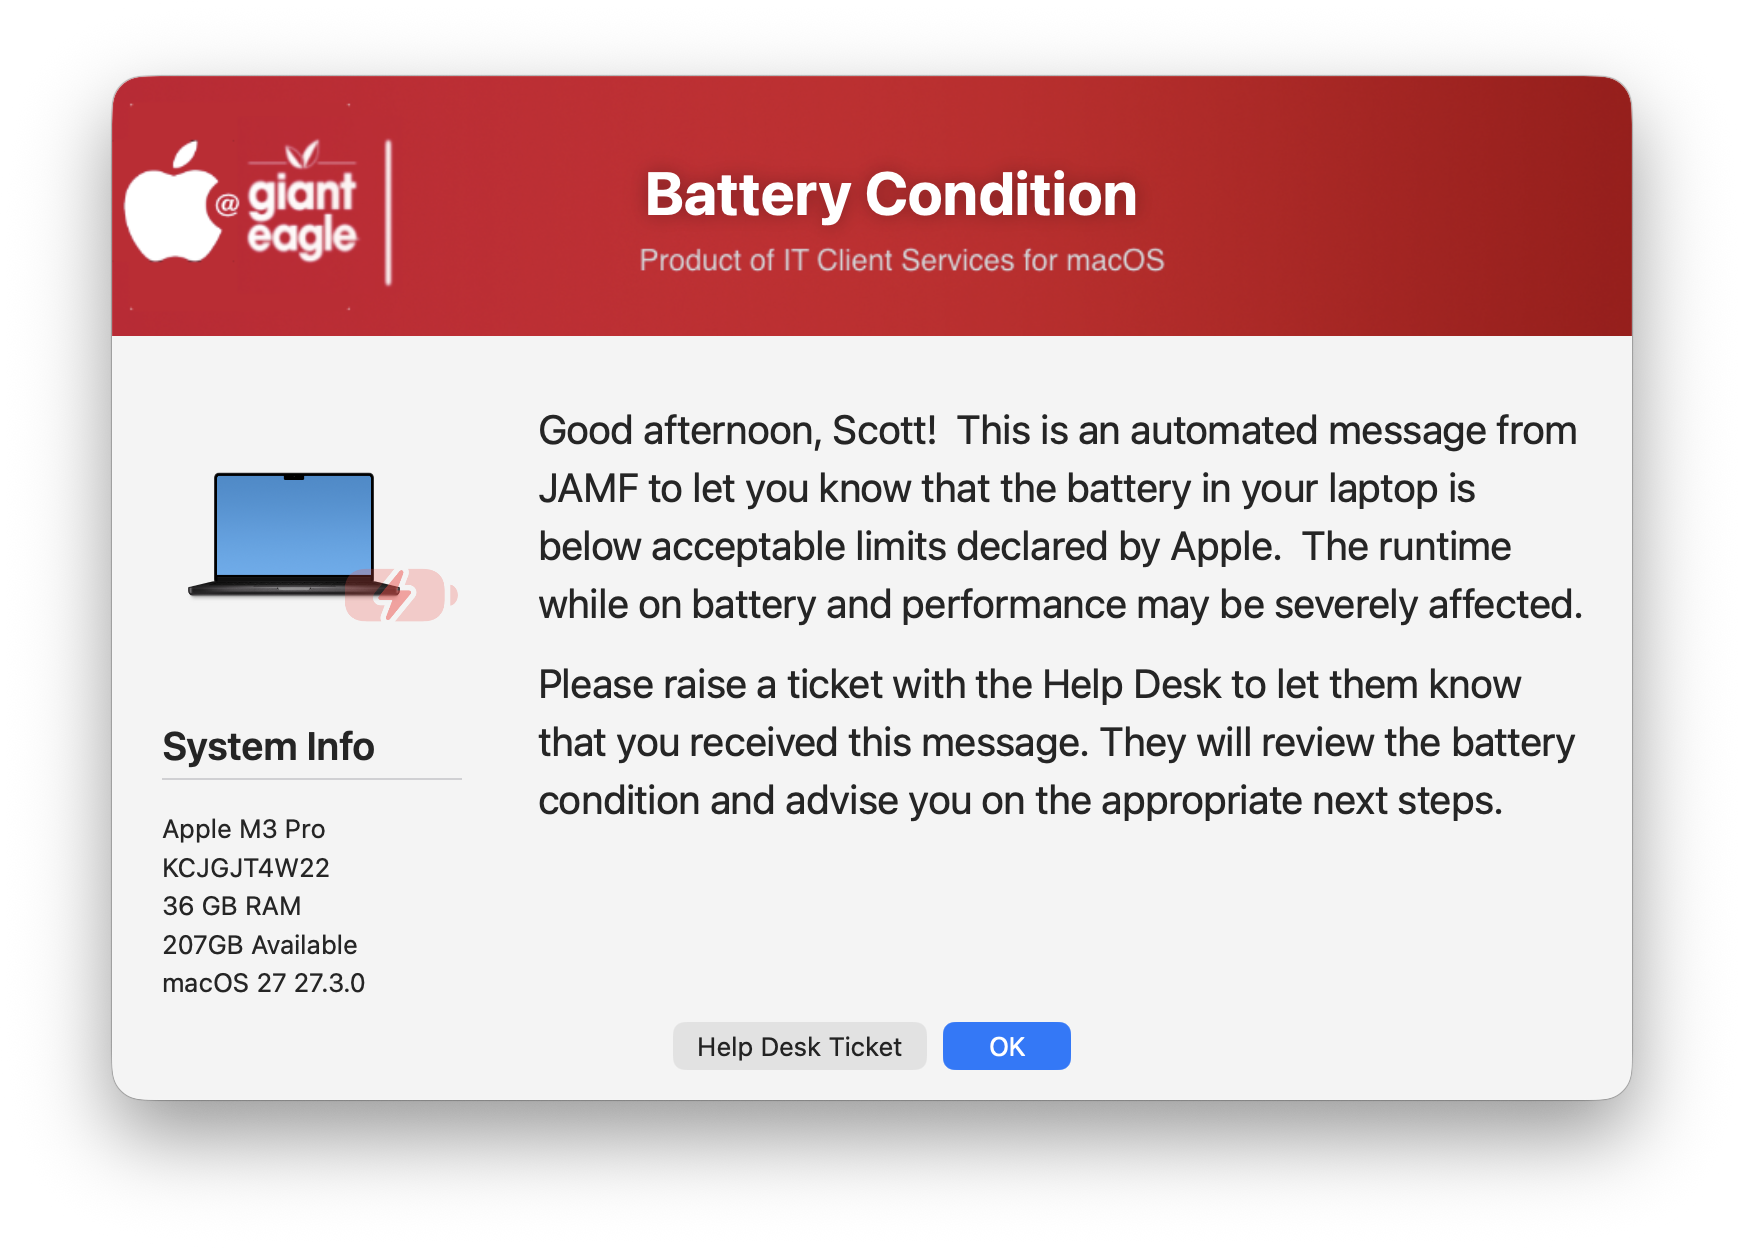 @ giant
eagle
Battery Condition
Product of IT Client Services for macOS
Good afternoon, Scott!  This is an automated message from
JAMF to let you know that the battery in your laptop is
below acceptable limits declared by Apple.  The runtime
while on battery and performance may be severely affected.
Please raise a ticket with the Help Desk to let them know
that you received this message. They will review the battery
condition and advise you on the appropriate next steps.
System Info
Apple M3 Pro
KCJGJT4W22
36 GB RAM
207GB Available
macOS 27 27.3.0
Help Desk Ticket
OK